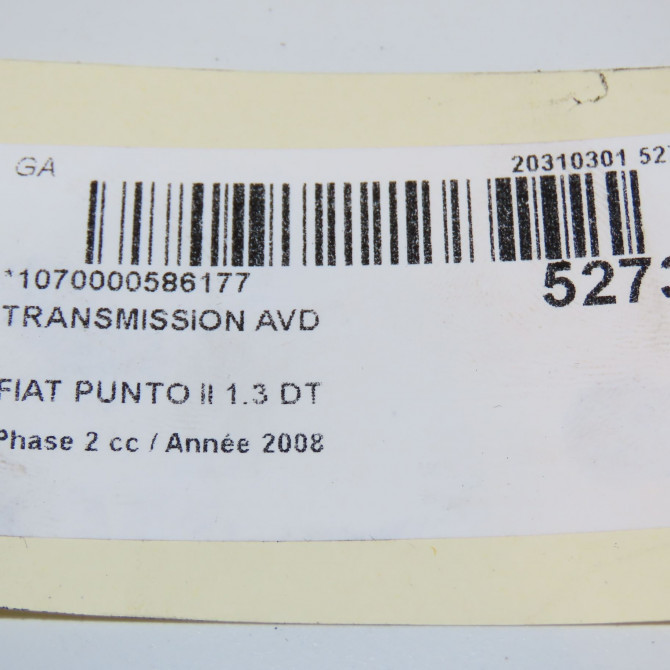 GA 20310301 527
*1070000586177 5273
TRANSMISSION AVD
FIAT PUNTO II 1.3 DT
Phase 2 cc / Année 2008